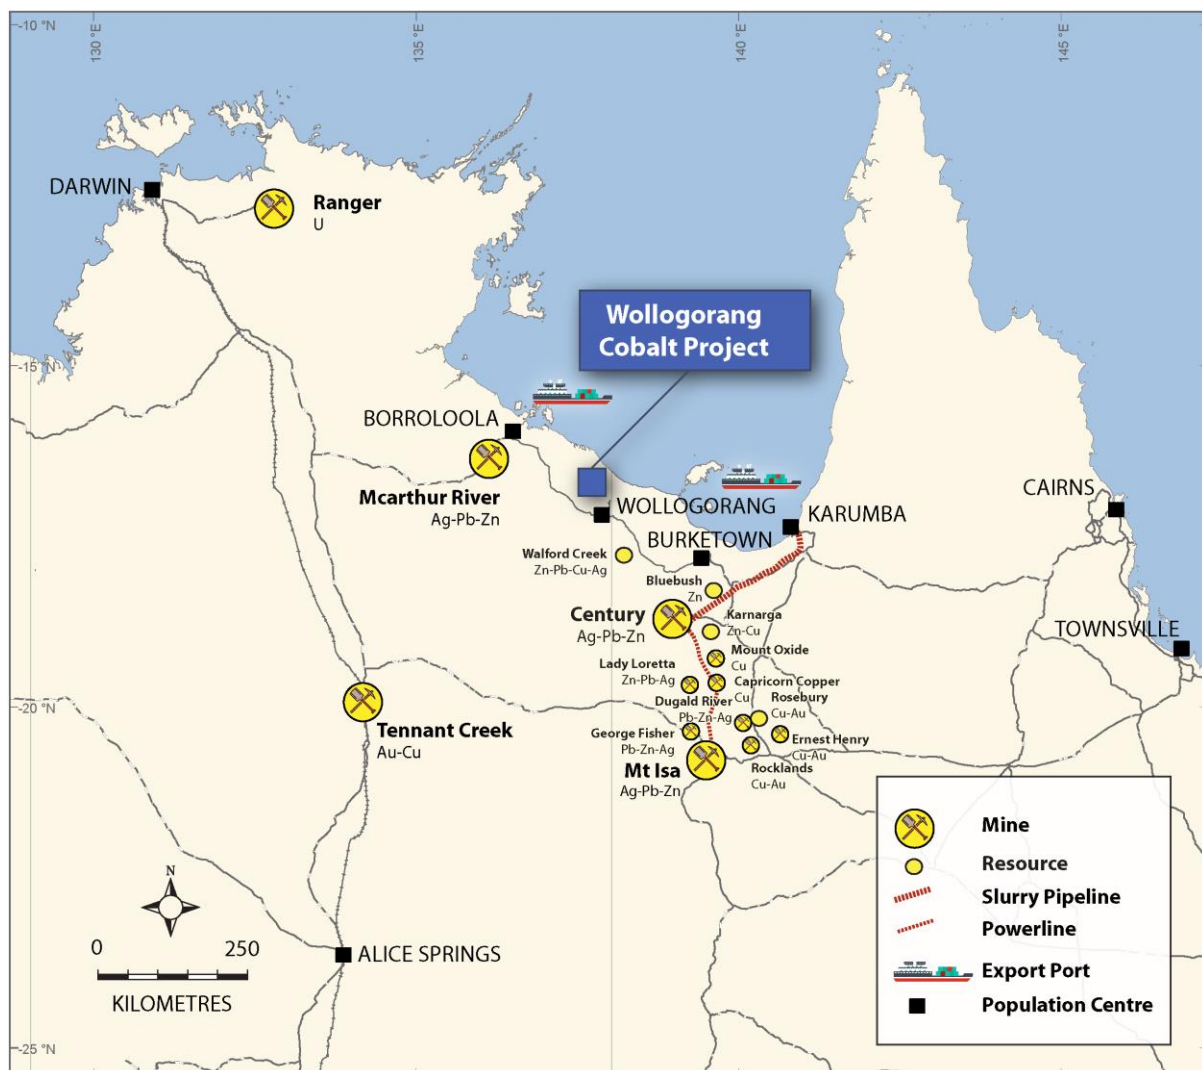 -10 °N
130 °E
135 °E
140 °E
145 °E
DARWIN
Ranger
U
Wollogorang
Cobalt Project
-15 °N
BORROLOOLA
Mcarthur River
Ag-Pb-Zn
WOLLOGORANG
KARUMBA
CAIRNS
BURKETOWN
Walford Creek
Zn-Pb-Cu-Ag
Bluebush
Zn
Century
Ag-Pb-Zn
Karnarga
Zn-Cu
TOWNSVILLE
Mount Oxide
Cu
Lady Loretta
Zn-Pb-Ag
Capricorn Copper
Cu
Rosebury
Cu-Au
Dugald River
Pb-Zn-Ag
-20 °N
Tennant Creek
Au-Cu
George Fisher
Pb-Zn-Ag
Ernest Henry
Cu-Au
Mt Isa
Ag-Pb-Zn
Rocklands
Cu-Au
Mine
Resource
Slurry Pipeline
Powerline
Export Port
Population Centre
N
0 250
KILOMETRES
ALICE SPRINGS
-25 °N